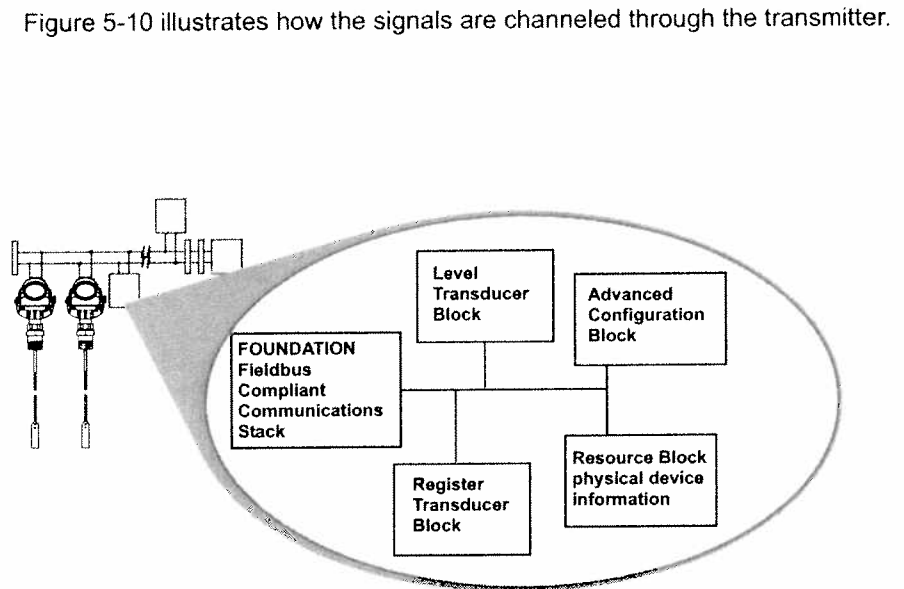 Figure 5-10 illustrates how the signals are channeled through the transmitter.
Level
Transducer
Block
Advanced
Configuration
Block
FOUNDATION
Fieldbus
Compliant
Communications
Stack
Register
Transducer
Block
Resource Block
physical device
information